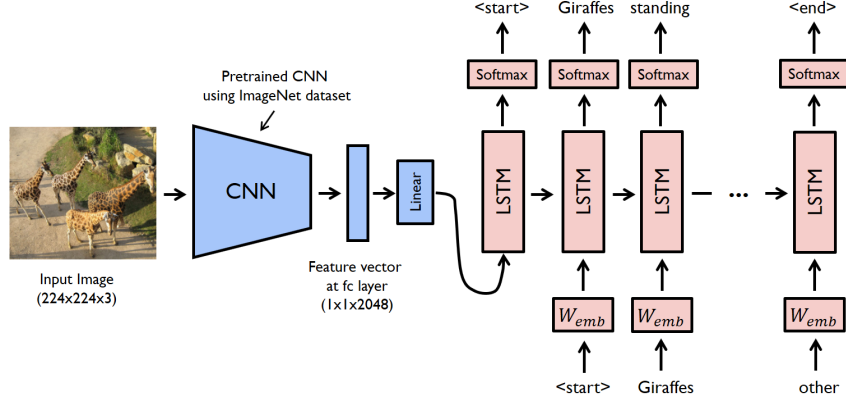 <start>
Giraffes
standing
<end>
Softmax
Softmax
Softmax
Softmax
Pretrained CNN
using ImageNet dataset
CNN
Linear
LSTM
LSTM
LSTM
...
LSTM
Input Image
(224x224x3)
Feature vector
at fc layer
(1x1x2048)
W_emb
W_emb
W_emb
<start>
Giraffes
other